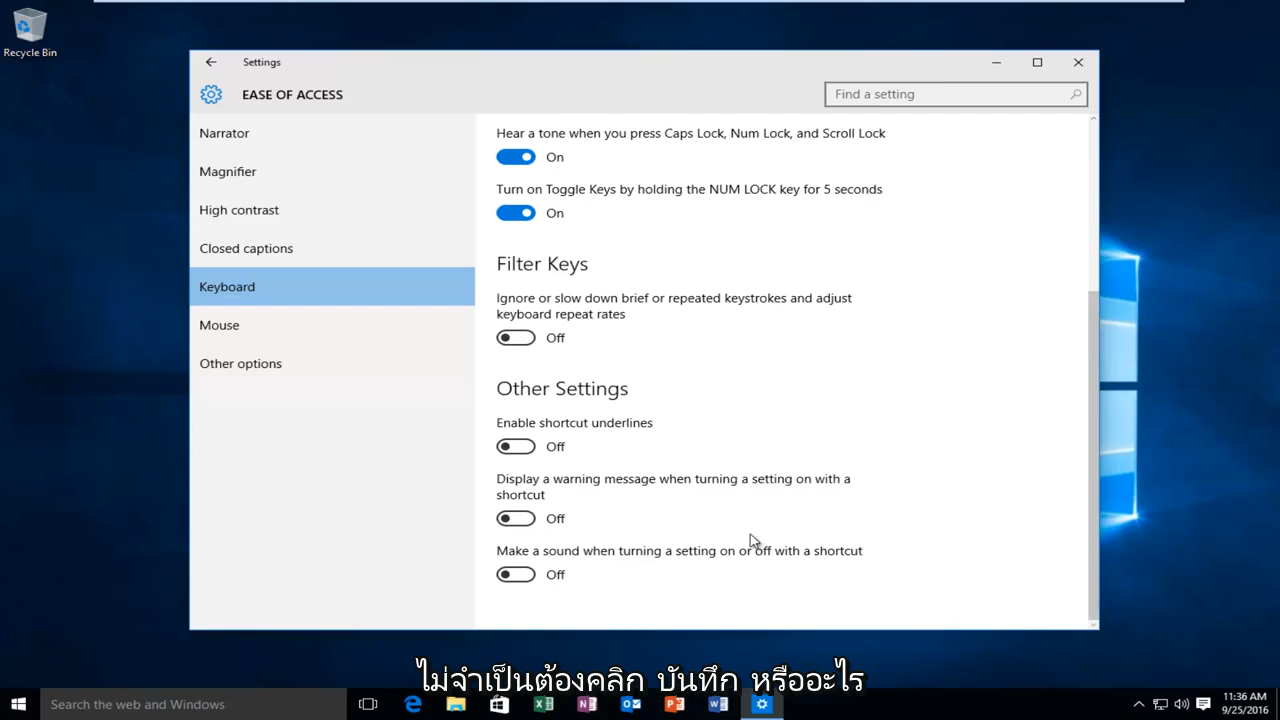 Recycle Bin
Settings
EASE OF ACCESS
Find a setting
Narrator
Magnifier
High contrast
Closed captions
Keyboard
Mouse
Other options
Hear a tone when you press Caps Lock, Num Lock, and Scroll Lock
On
Turn on Toggle Keys by holding the NUM LOCK key for 5 seconds
On
Filter Keys
Ignore or slow down brief or repeated keystrokes and adjust
keyboard repeat rates
Off
Other Settings
Enable shortcut underlines
Off
Display a warning message when turning a setting on with a
shortcut
Off
Make a sound when turning a setting on or off with a shortcut
Off
ไม่จำเป็นต้องคลิก บันทึก หรืออะไร
Search the web and Windows
11:36 AM
9/25/2016